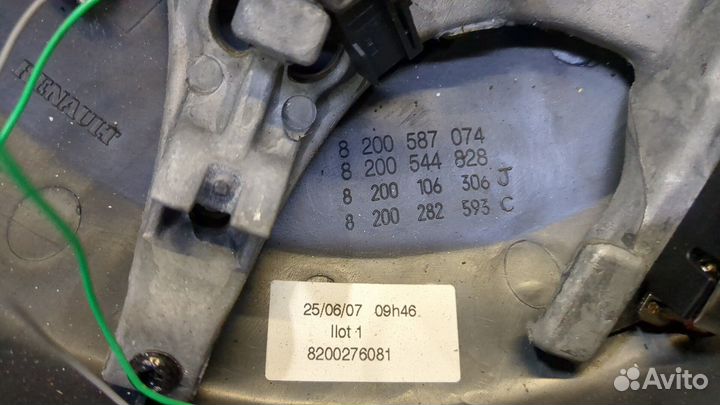 RENAULT
8 200 587 074
8 200 544 828
8 200 106 306 J
8 200 282 593 C
25/06/07 09h46
Ilot 1
8200276081
Avito